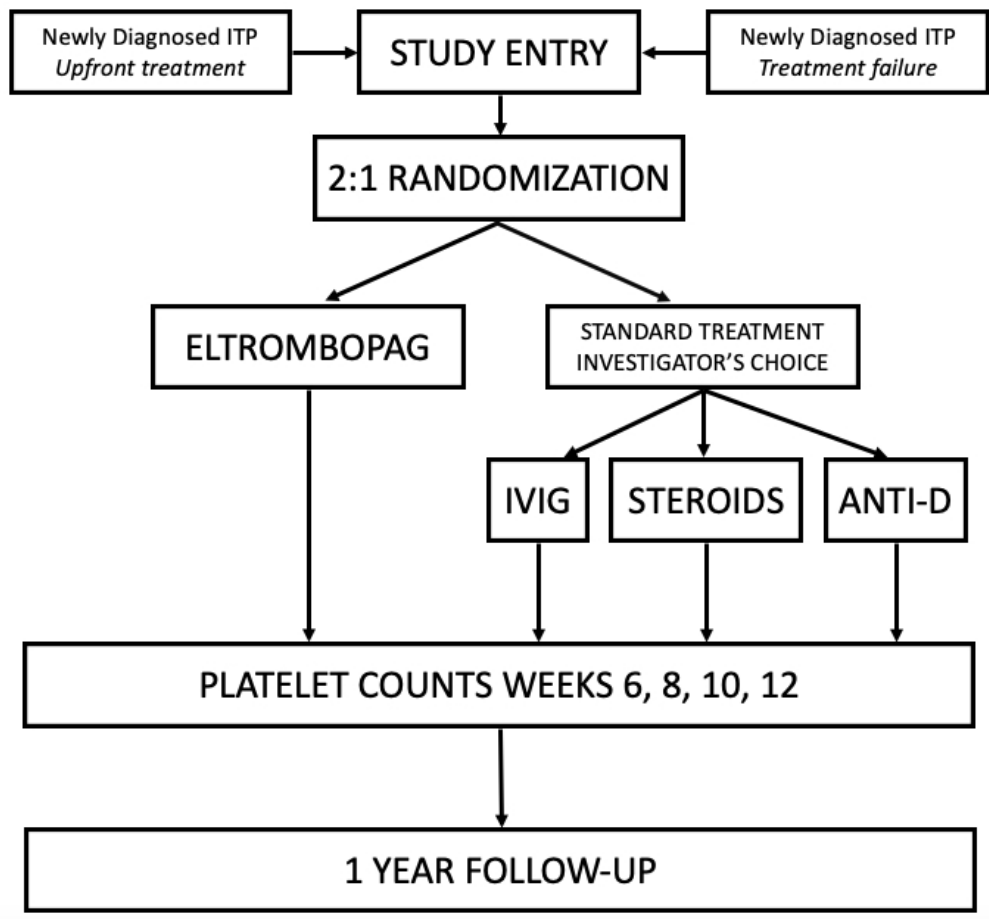 Newly Diagnosed ITP
Upfront treatment
STUDY ENTRY
Newly Diagnosed ITP
Treatment failure
2:1 RANDOMIZATION
ELTROMBOPAG
STANDARD TREATMENT
INVESTIGATOR’S CHOICE
IVIG
STEROIDS
ANTI-D
PLATELET COUNTS WEEKS 6, 8, 10, 12
1 YEAR FOLLOW-UP